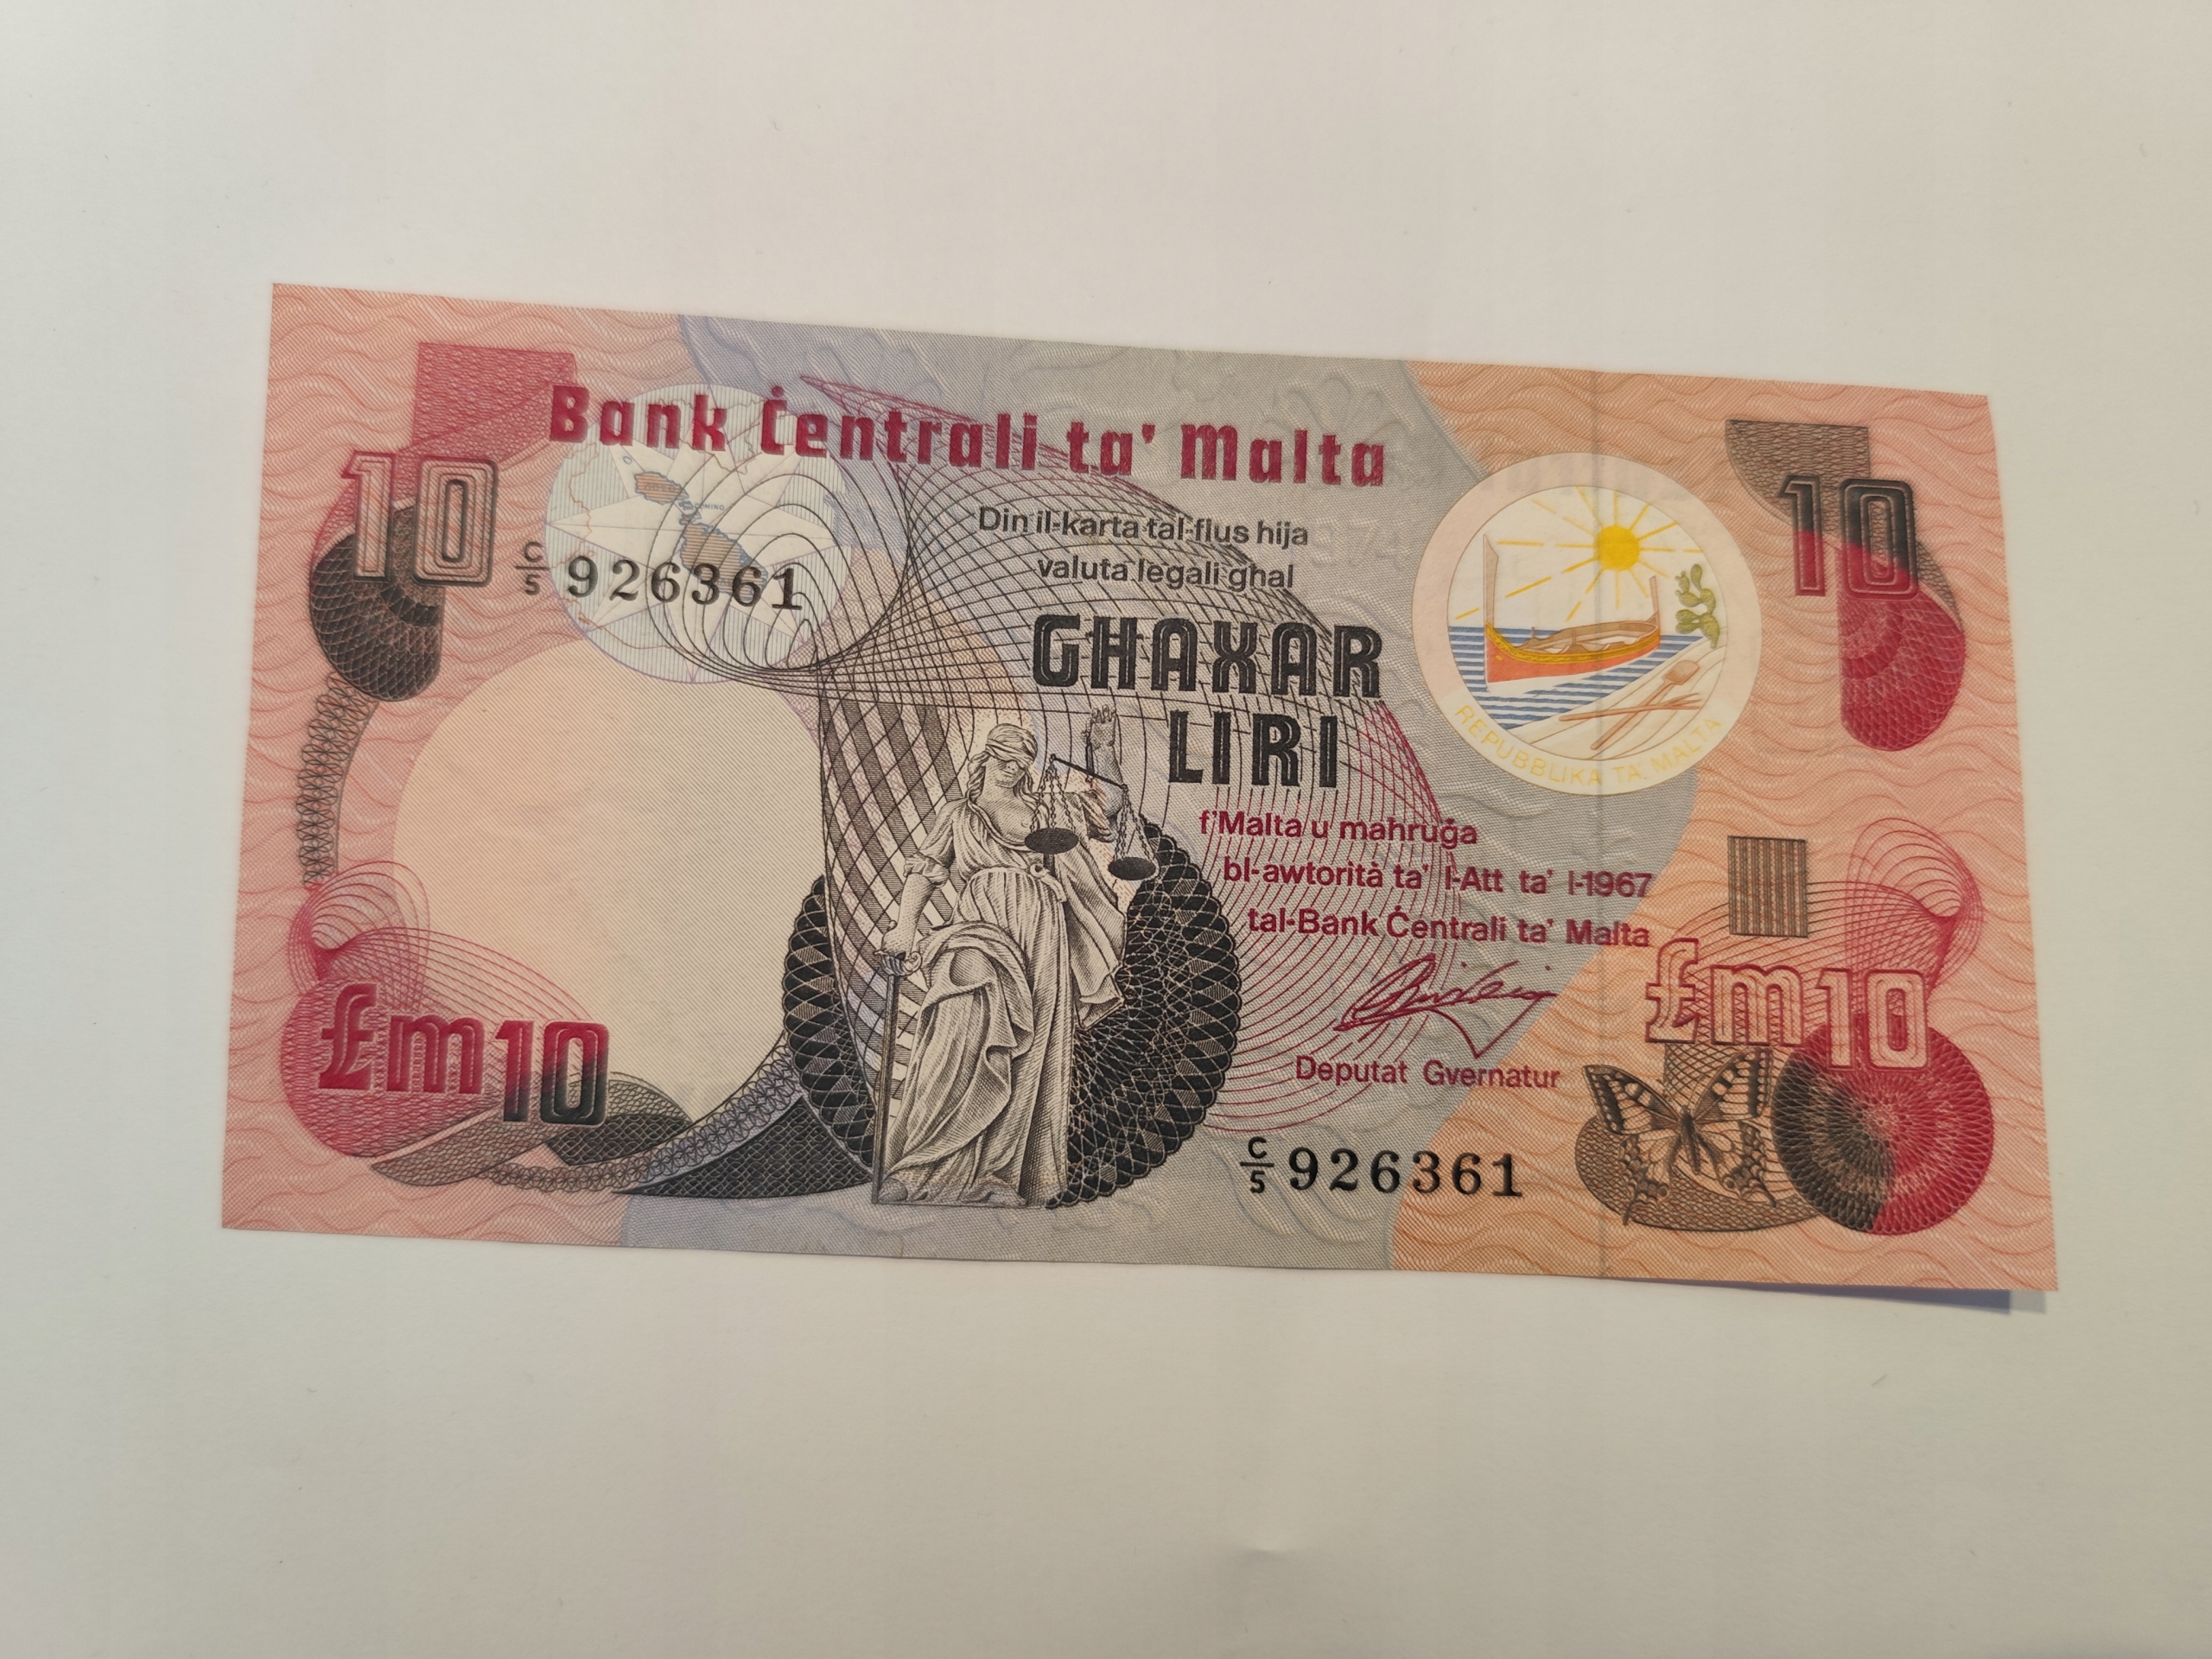 Bank Ċentrali ta' Malta
10
10
Din il-karta tal-flus hija
valuta legali għal
C/5 926361
GĦAXAR
LIRI
REPUBBLIKA TA' MALTA
f'Malta u maħruġa
bl-awtorità ta' l-Att ta' l-1967
tal-Bank Ċentrali ta' Malta
Deputat Gvernatur
£m10
£m10
C/5 926361